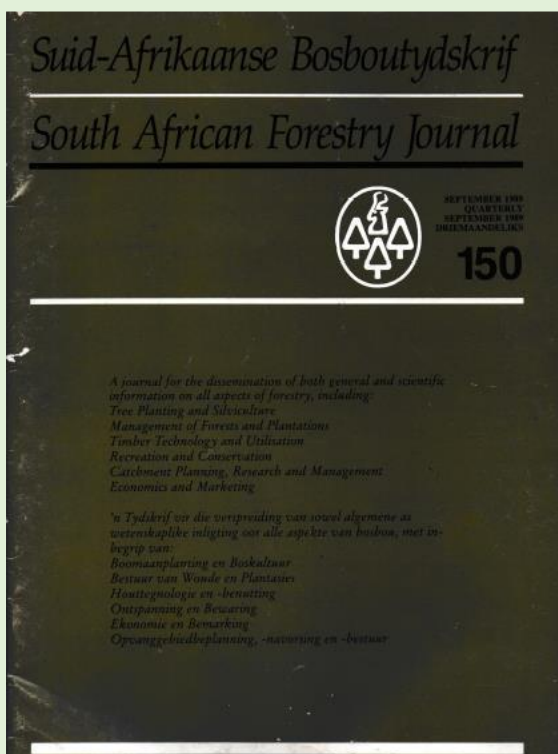 Suid-Afrikaanse Bosboutydskrif
South African Forestry Journal
SEPTEMBER 1989
QUARTERLY
SEPTEMBER 1989
DRIEMAANDELIKS
150
A journal for the dissemination of both general and scientific
information on all aspects of forestry, including:
Tree Planting and Silviculture
Management of Forests and Plantations
Timber Technology and Utilisation
Recreation and Conservation
Catchment Planning, Research and Management
Economics and Marketing
'n Tydskrif vir die verspreiding van sowel algemene as
wetenskaplike inligting oor alle aspekte van bosbou, met in-
begrip van:
Boomaanplanting en Boskultuur
Bestuur van Woude en Plantasies
Houttegnologie en -benutting
Ontspanning en Bewaring
Ekonomie en Bemarking
Opvanggebiedbeplanning, -navorsing en -bestuur